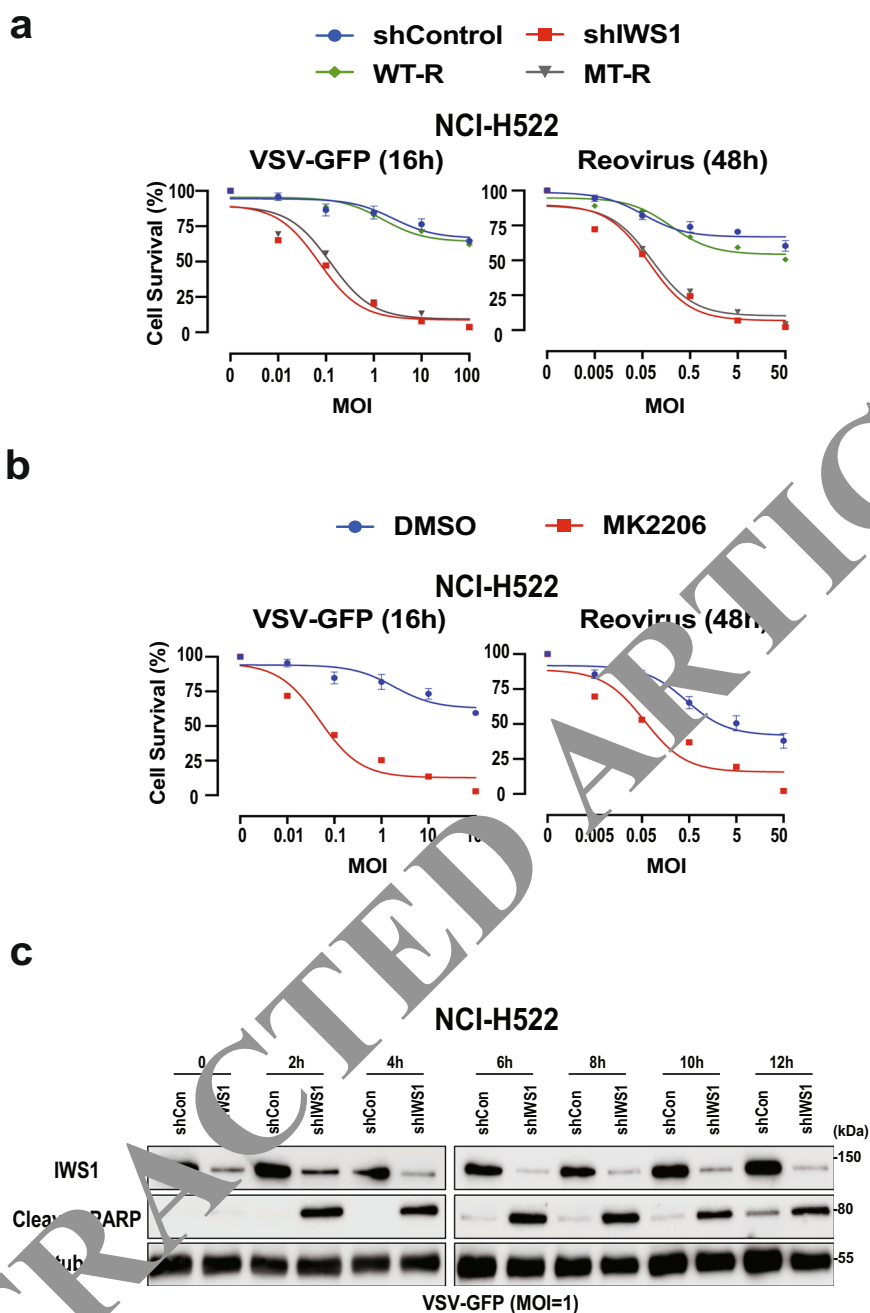 a
shControl shIWS1
WT-R MT-R
NCI-H522
VSV-GFP (16h) Reovirus (48h)
Cell Survival (%)
100
75
50
25
0
0 0.01 0.1 1 10 100
MOI
100
75
50
25
0
0 0.005 0.05 0.5 5 50
MOI
b
DMSO MK2206
NCI-H522
VSV-GFP (16h) Reovirus (48h)
Cell Survival (%)
100
75
50
25
0
0 0.01 0.1 1 10
MOI
100
75
50
25
0
0 0.005 0.05 0.5 5 50
MOI
c
NCI-H522
0 2h 4h 6h 8h 10h 12h
shCon shCon shIWS1 shCon shIWS1 shCon shIWS1 shCon shIWS1 shCon shIWS1 shCon shIWS1
(kDa)
IWS1 -150
PARP -80
-55
VSV-GFP (MOI=1)